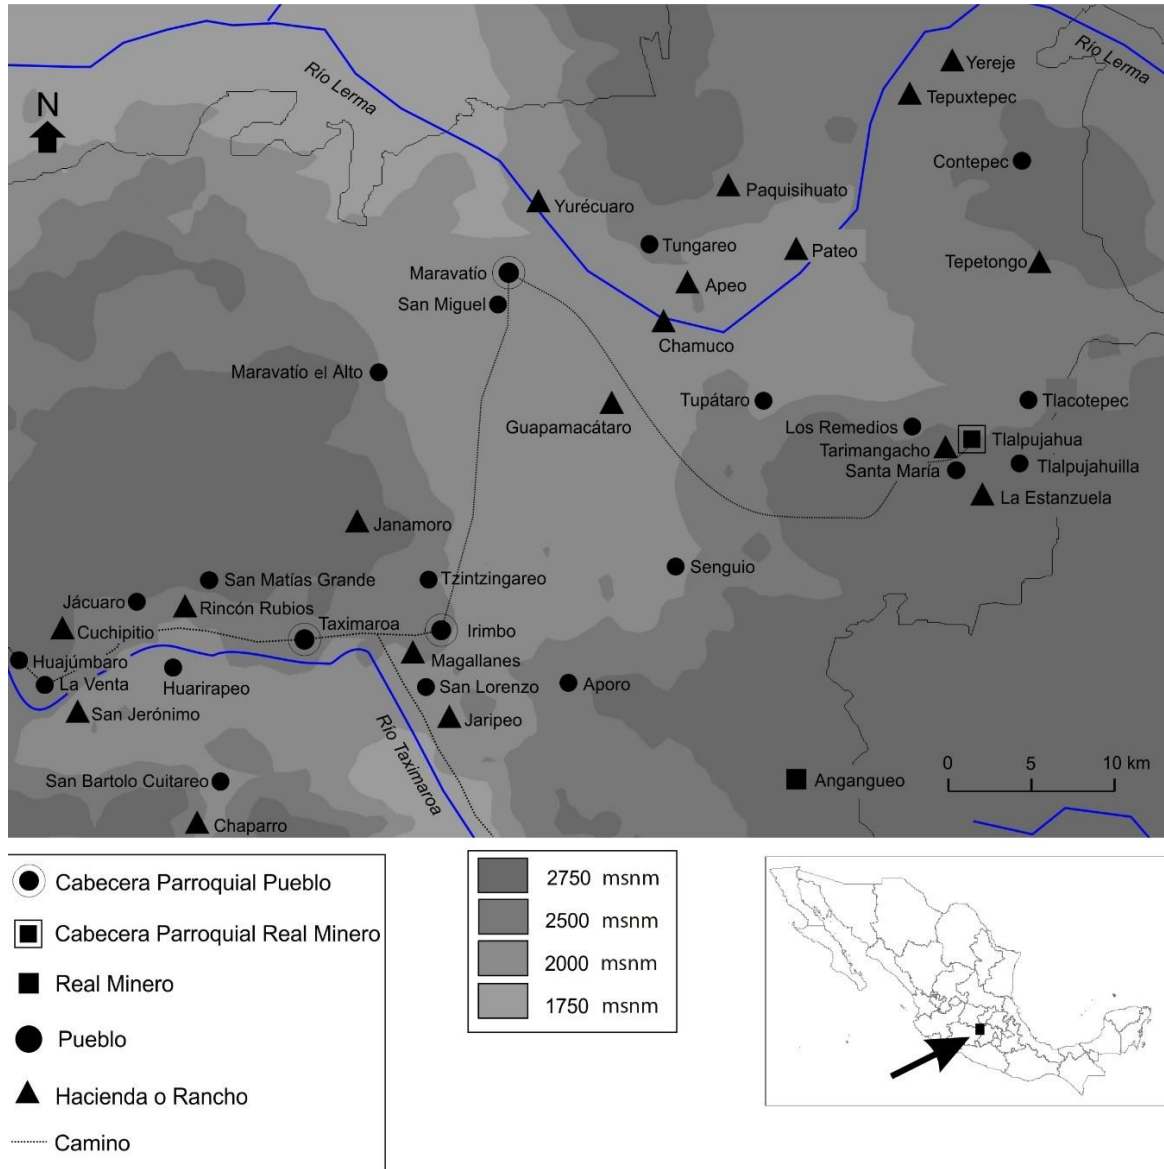 Río Lerma
Río Lerma
N
Yereje
Tepuxtepec
Contepec
Paquisihuato
Yurécuaro
Tungareo
Pateo
Tepetongo
Maravatío
Apeo
San Miguel
Chamuco
Maravatío el Alto
Guapamacátaro
Tupátaro
Tlacotepec
Los Remedios
Tlalpujahua
Tarimangacho
Santa María
Tlalpujahuilla
La Estanzuela
Janamoro
Senguio
San Matías Grande
Tzintzingareo
Jácuaro
Rincón Rubios
Taximaroa
Irimbo
Cuchipitio
Huajúmbaro
Magallanes
La Venta
Huarirapeo
San Lorenzo
Aporo
San Jerónimo
Jaripeo
Río Taximaroa
San Bartolo Cuitareo
Angangueo
0 5 10 km
Chaparro
Cabecera Parroquial Pueblo
Cabecera Parroquial Real Minero
Real Minero
Pueblo
Hacienda o Rancho
Camino
2750 msnm
2500 msnm
2000 msnm
1750 msnm